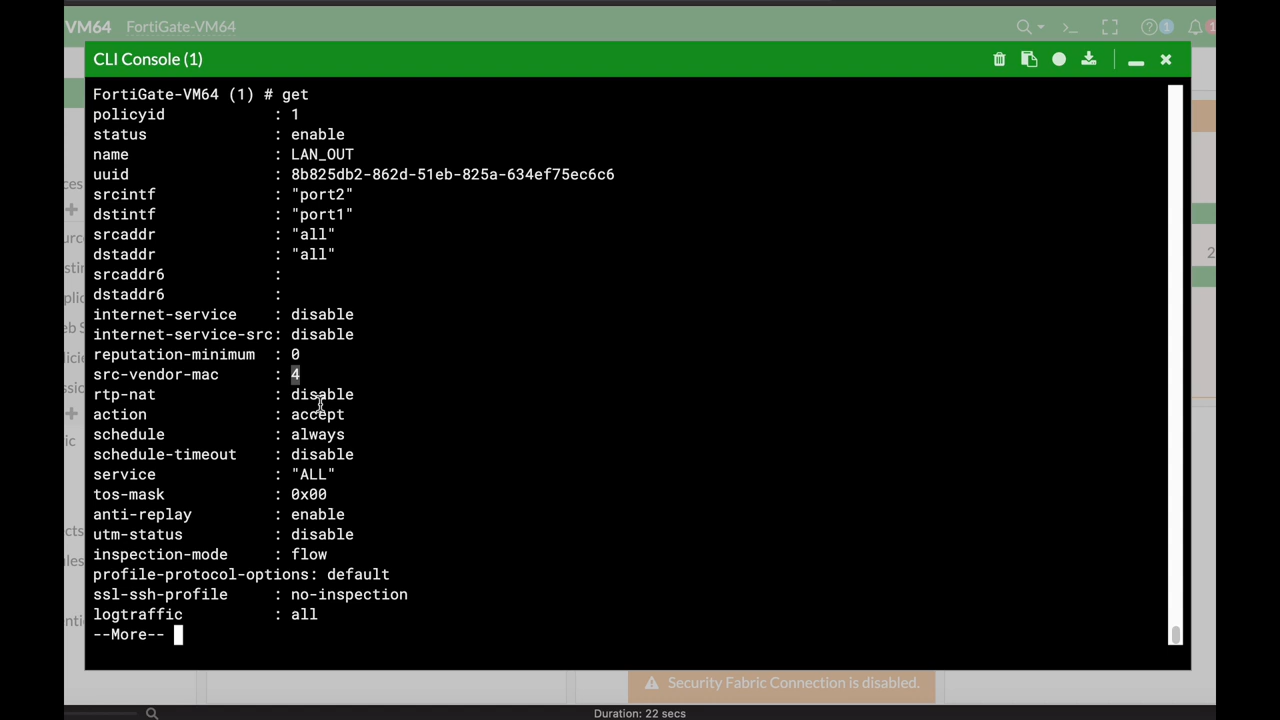 VM64 FortiGate-VM64
CLI Console (1)
FortiGate-VM64 (1) # get
policyid : 1
status : enable
name : LAN_OUT
uuid : 8b825db2-862d-51eb-825a-634ef75ec6c6
srcintf : "port2"
dstintf : "port1"
srcaddr : "all"
dstaddr : "all"
srcaddr6 :
dstaddr6 :
internet-service : disable
internet-service-src: disable
reputation-minimum : 0
src-vendor-mac : 4
rtp-nat : disable
action : accept
schedule : always
schedule-timeout : disable
service : "ALL"
tos-mask : 0x00
anti-replay : enable
utm-status : disable
inspection-mode : flow
profile-protocol-options: default
ssl-ssh-profile : no-inspection
logtraffic : all
--More--
Security Fabric Connection is disabled.
Duration: 22 secs